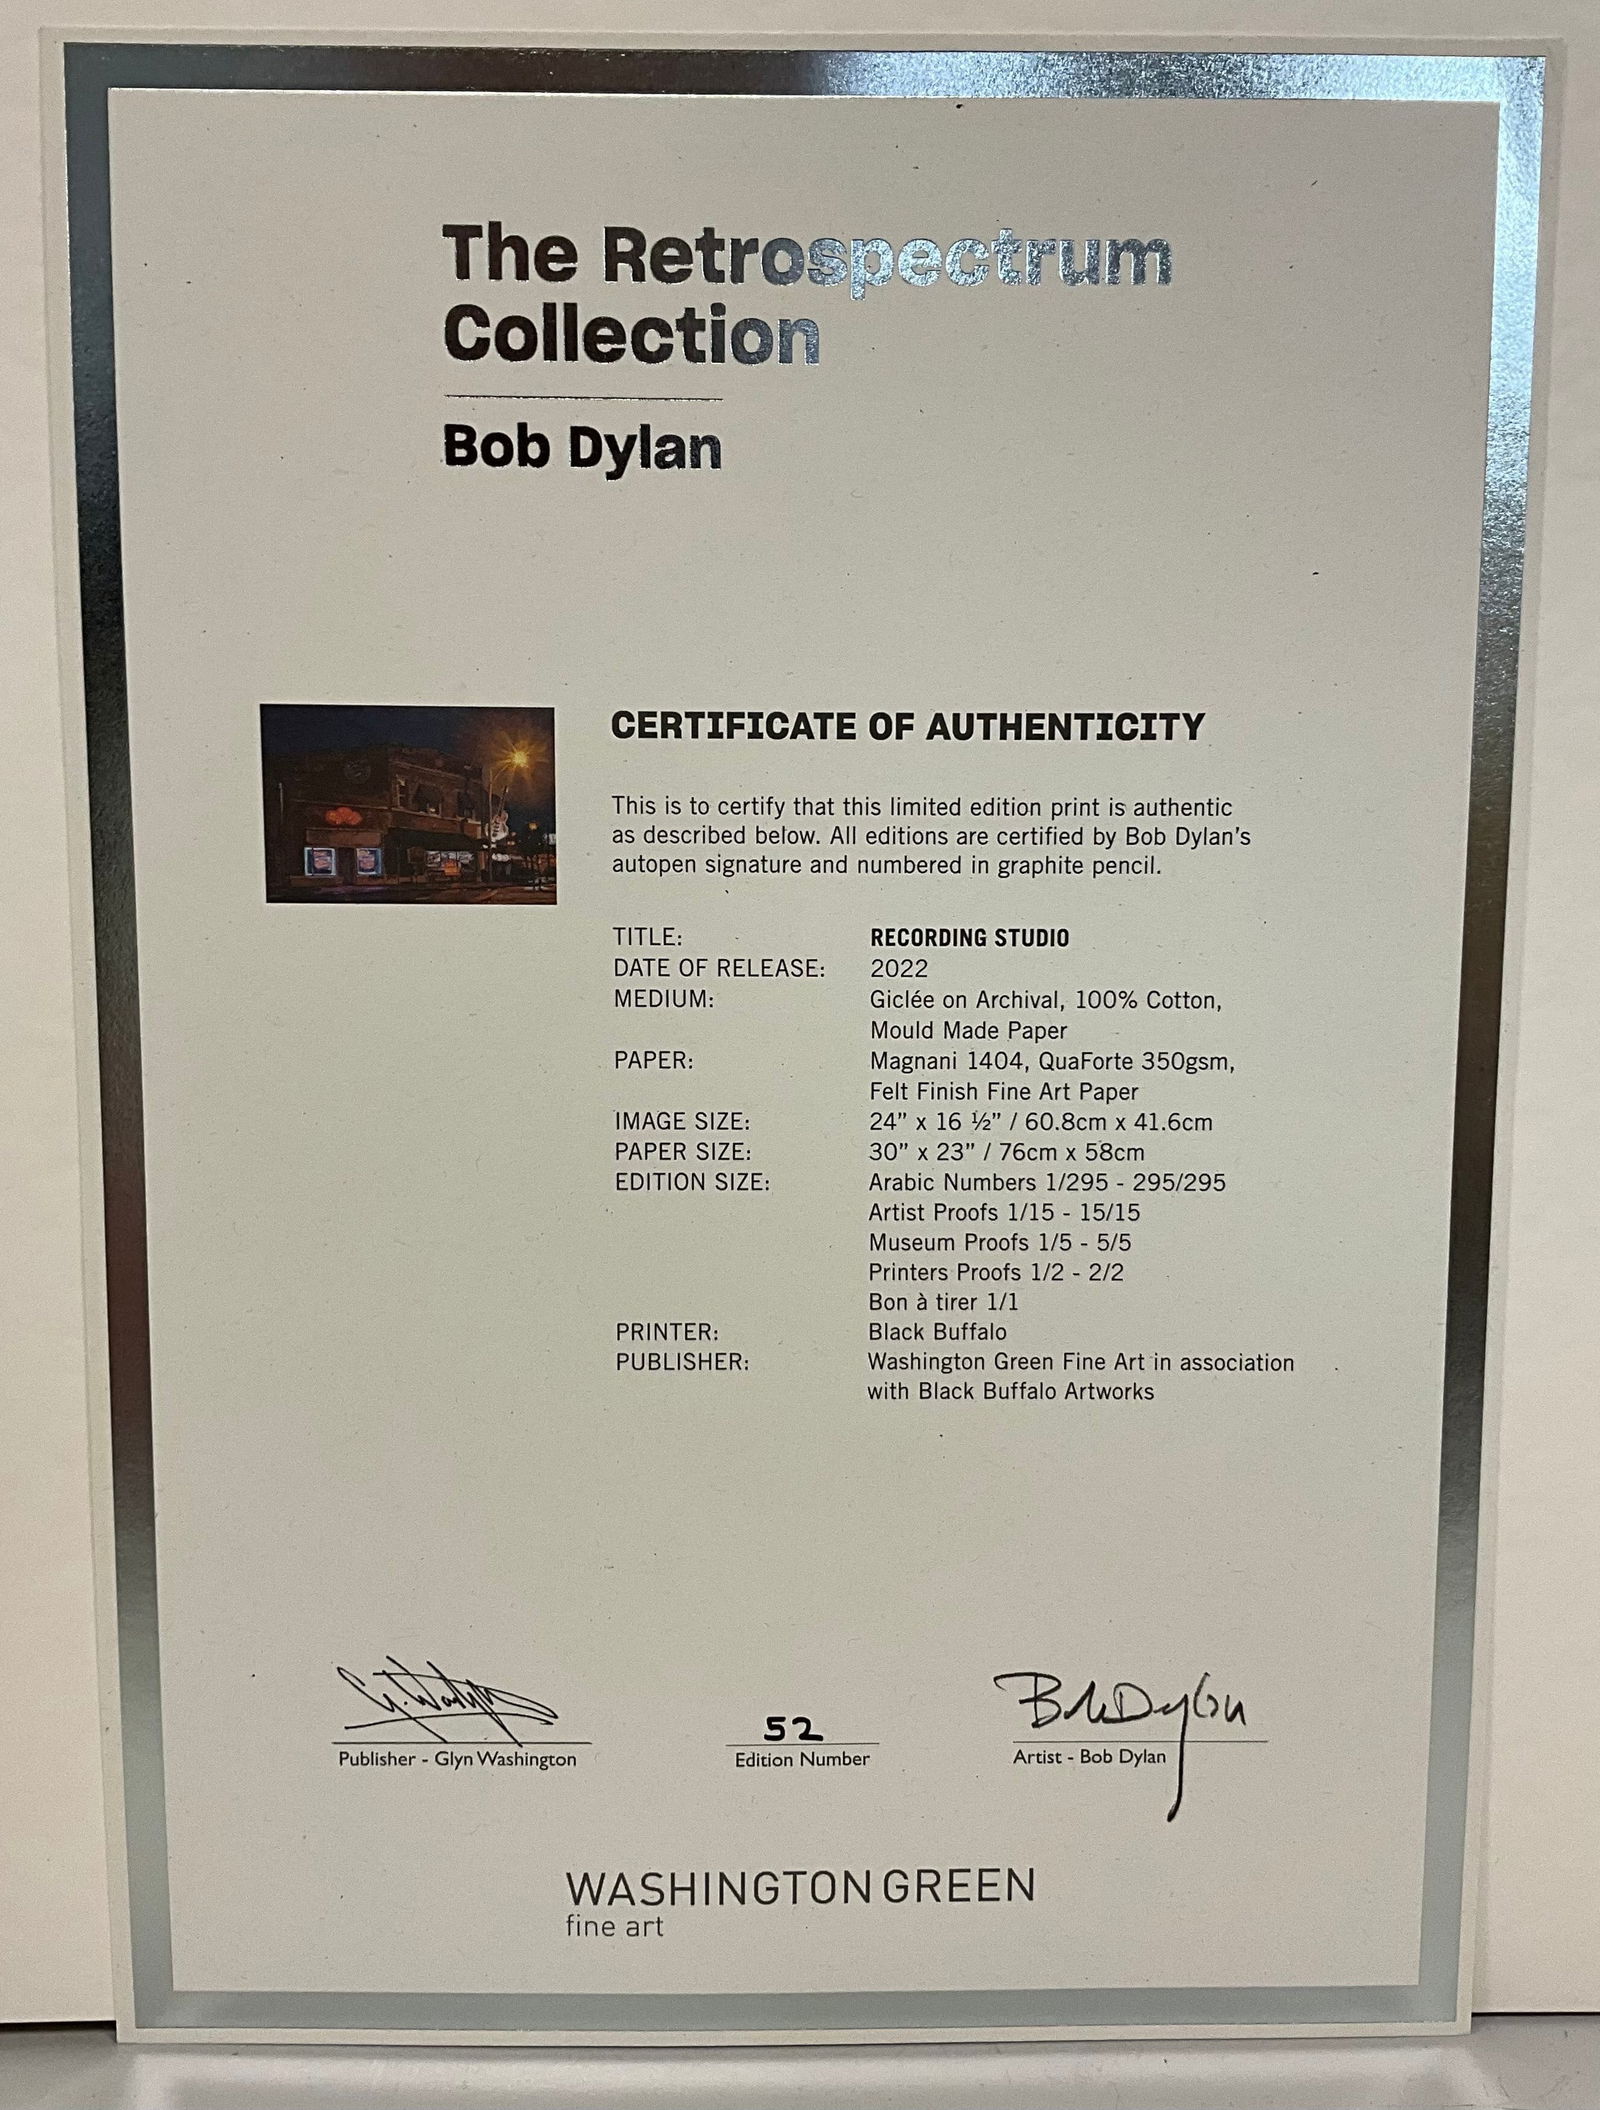 The Retrospectrum
Collection
Bob Dylan
CERTIFICATE OF AUTHENTICITY
This is to certify that this limited edition print is authentic
as described below. All editions are certified by Bob Dylan's
autopen signature and numbered in graphite pencil.
TITLE: RECORDING STUDIO
DATE OF RELEASE: 2022
MEDIUM: Giclée on Archival, 100% Cotton,
Mould Made Paper
PAPER: Magnani 1404, QuaForte 350gsm,
Felt Finish Fine Art Paper
IMAGE SIZE: 24” x 16 ½” / 60.8cm x 41.6cm
PAPER SIZE: 30” x 23” / 76cm x 58cm
EDITION SIZE: Arabic Numbers 1/295 - 295/295
Artist Proofs 1/15 - 15/15
Museum Proofs 1/5 - 5/5
Printers Proofs 1/2 - 2/2
Bon à tirer 1/1
PRINTER: Black Buffalo
PUBLISHER: Washington Green Fine Art in association
with Black Buffalo Artworks
52
Bob Dylan
Publisher - Glyn Washington
Edition Number
Artist - Bob Dylan
WASHINGTON GREEN
fine art